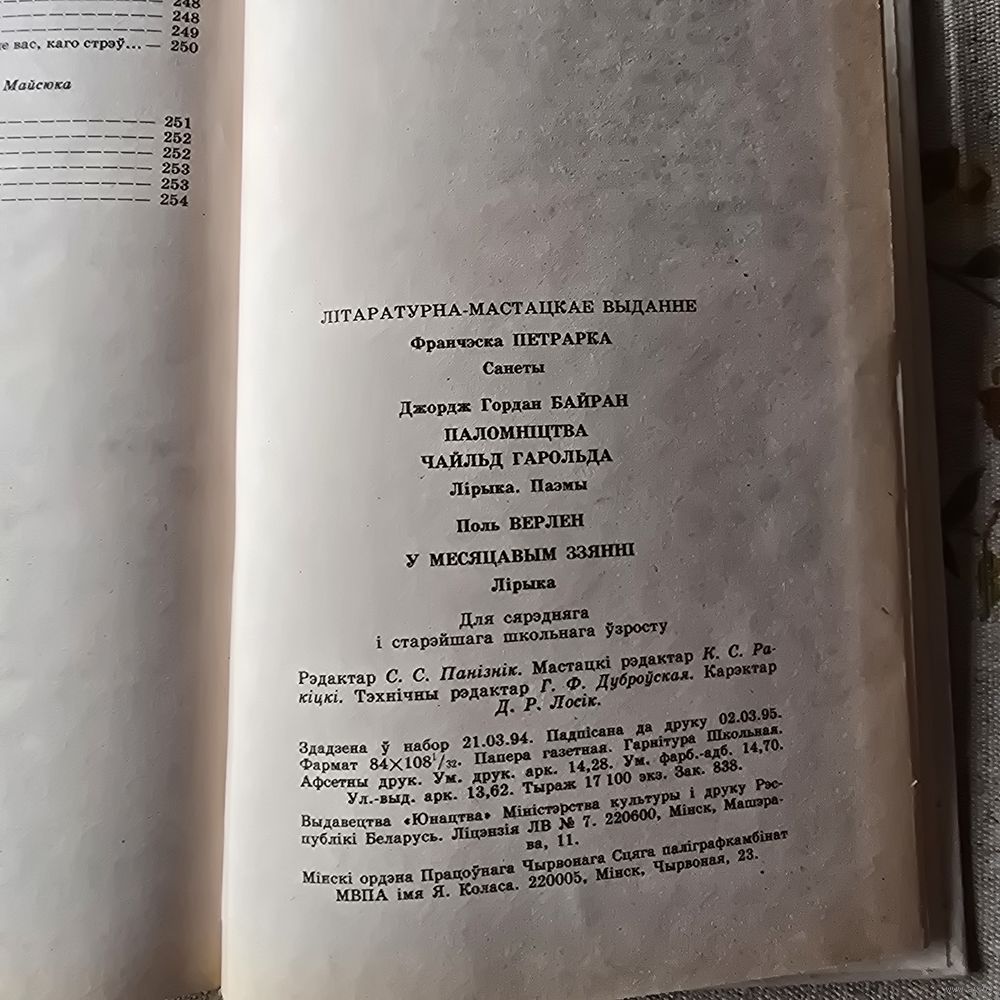 248
248
249
вас, каго стрэў... — 250
Майсюка
251
252
252
253
253
254
ЛІТАРАТУРНА-МАСТАЦКАЕ ВЫДАННЕ
Франчэска ПЕТРАРКА
Санеты
Джордж Гордан БАЙРАН
ПАЛОМНІЦТВА
ЧАЙЛЬД ГАРОЛЬДА
Лірыка. Паэмы
Поль ВЕРЛЕН
У МЕСЯЦАВЫМ ЗЗЯННІ
Лірыка
Для сярэдняга
і старэйшага школьнага ўзросту
Рэдактар С. С. Панізнік. Мастацкі рэдактар К. С. Ра-
кіцкі. Тэхнічны рэдактар Г. Ф. Дуброўская. Карэктар
Д. Р. Лосік.
Здадзена ў набор 21.03.94. Падпісана да друку 02.03.95.
Фармат 84×108¹/₃₂. Папера газетная. Гарнітура Школьная.
Афсетны друк. Ум. друк. арк. 14,28. Ум. фарб.-адб. 14,70.
Ул.-выд. арк. 13,62. Тыраж 17 100 экз. Зак. 838.
Выдавецтва «Юнацтва» Міністэрства культуры і друку Рэс-
публікі Беларусь. Ліцэнзія ЛВ № 7. 220600, Мінск, Машэра-
ва, 11.
Мінскі ордэна Працоўнага Чырвонага Сцяга паліграфкамбінат
МВПА імя Я. Коласа. 220005, Мінск, Чырвоная, 23.